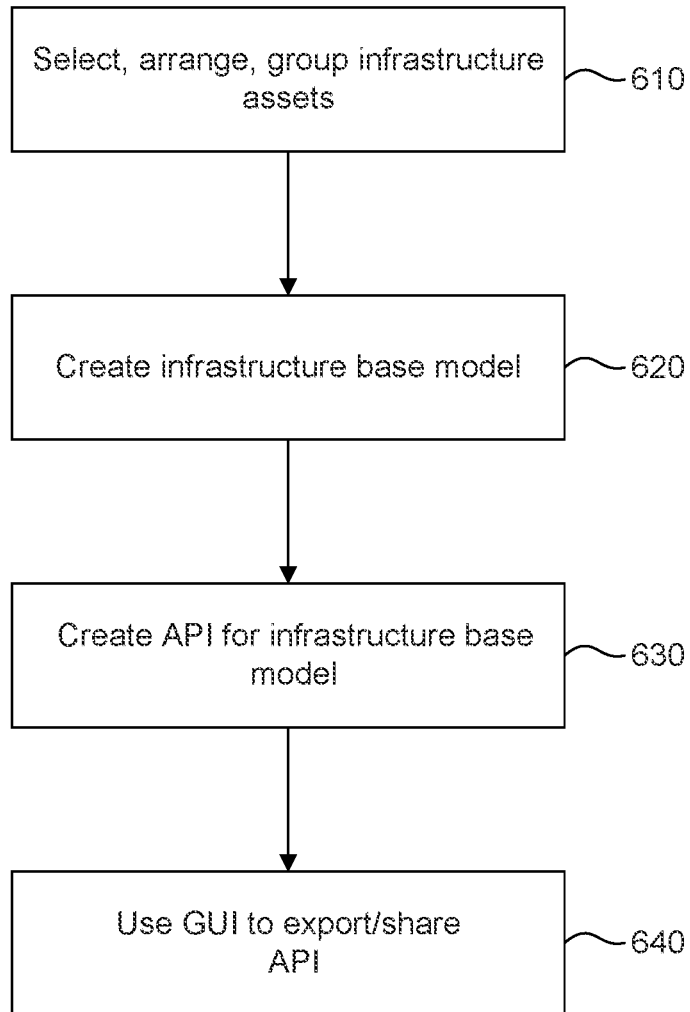 Select, arrange, group infrastructure
assets
610
Create infrastructure base model
620
Create API for infrastructure base
model
630
Use GUI to export/share
API
640